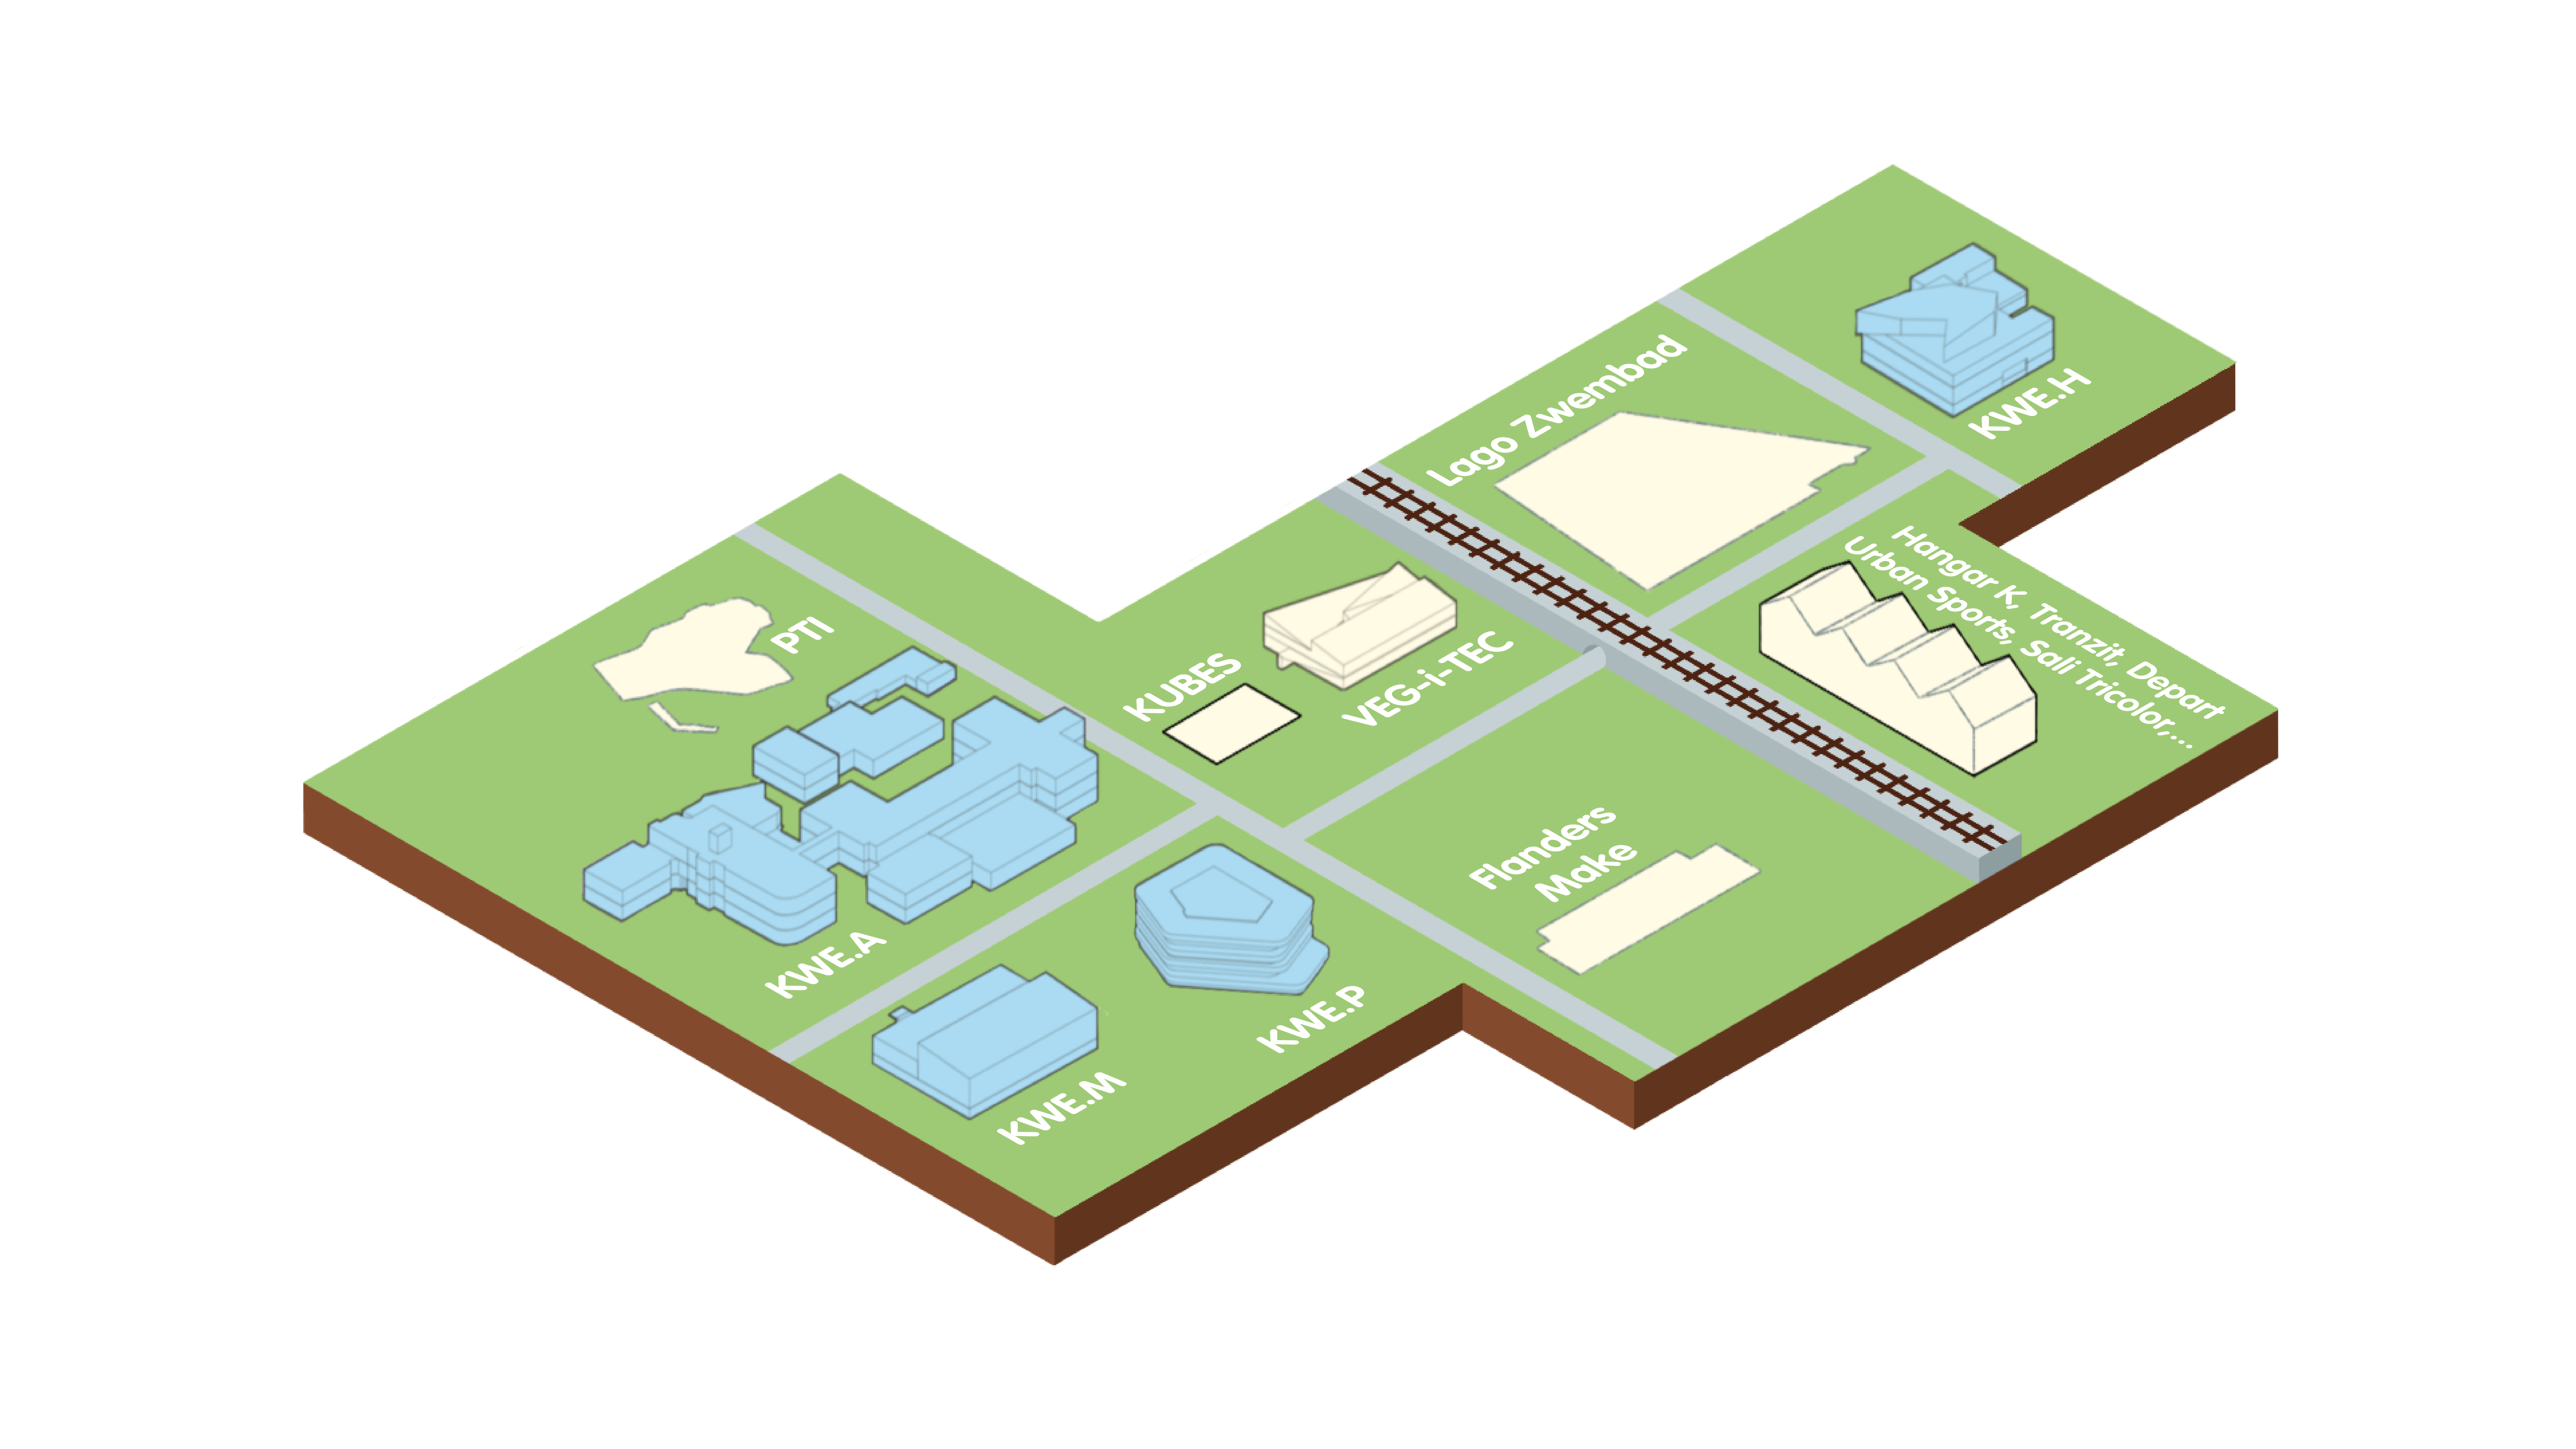 KWE.H
Lago Zwembad
Hangar K, Tranzit, Depart
Urban Sports, Sali Tricolor,...
PTI
KUBES
VEG-i-TEC
Flanders
Make
KWE.A
KWE.P
KWE.M